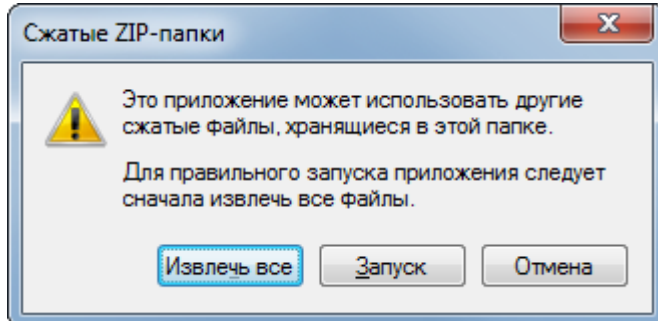 Сжатые ZIP-папки
Это приложение может использовать другие
сжатые файлы, хранящиеся в этой папке.
Для правильного запуска приложения следует
сначала извлечь все файлы.
Извлечь все Запуск Отмена